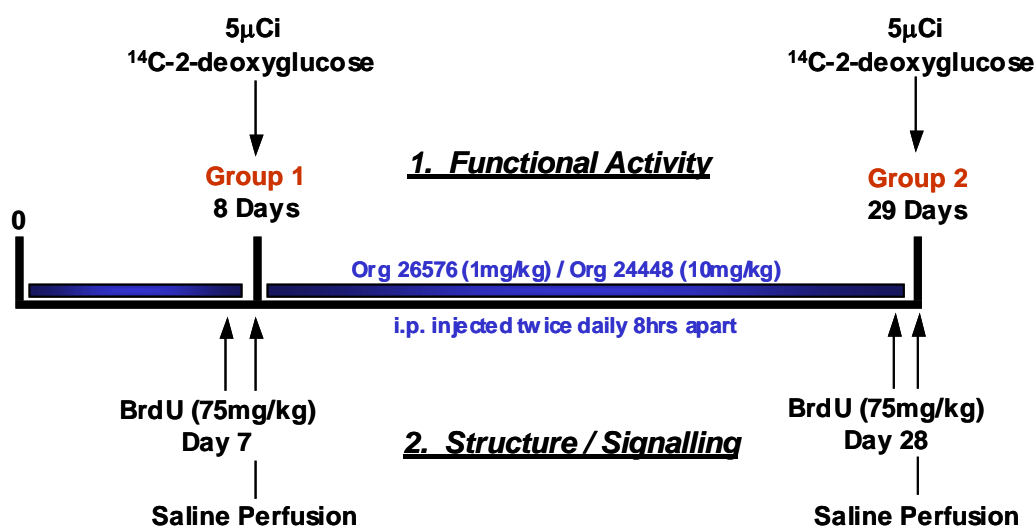 5μCi
¹⁴C-2-deoxyglucose
5μCi
¹⁴C-2-deoxyglucose
1. Functional Activity
Group 1
8 Days
Group 2
29 Days
0
Org 26576 (1mg/kg) / Org 24448 (10mg/kg)
i.p. injected twice daily 8hrs apart
BrdU (75mg/kg)
Day 7
BrdU (75mg/kg)
Day 28
2. Structure / Signalling
Saline Perfusion
Saline Perfusion